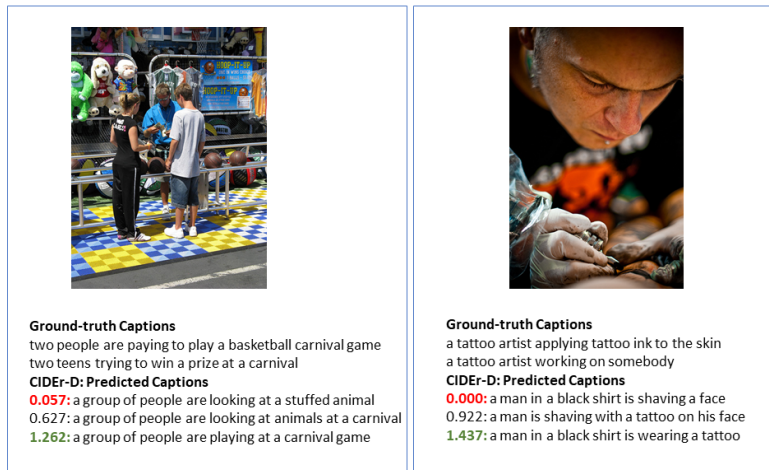 HOOP-IT-UP
Ground-truth Captions
two people are paying to play a basketball carnival game
two teens trying to win a prize at a carnival
CIDEr-D: Predicted Captions
0.057: a group of people are looking at a stuffed animal
0.627: a group of people are looking at animals at a carnival
1.262: a group of people are playing at a carnival game
Ground-truth Captions
a tattoo artist applying tattoo ink to the skin
a tattoo artist working on somebody
CIDEr-D: Predicted Captions
0.000: a man in a black shirt is shaving a face
0.922: a man is shaving with a tattoo on his face
1.437: a man in a black shirt is wearing a tattoo